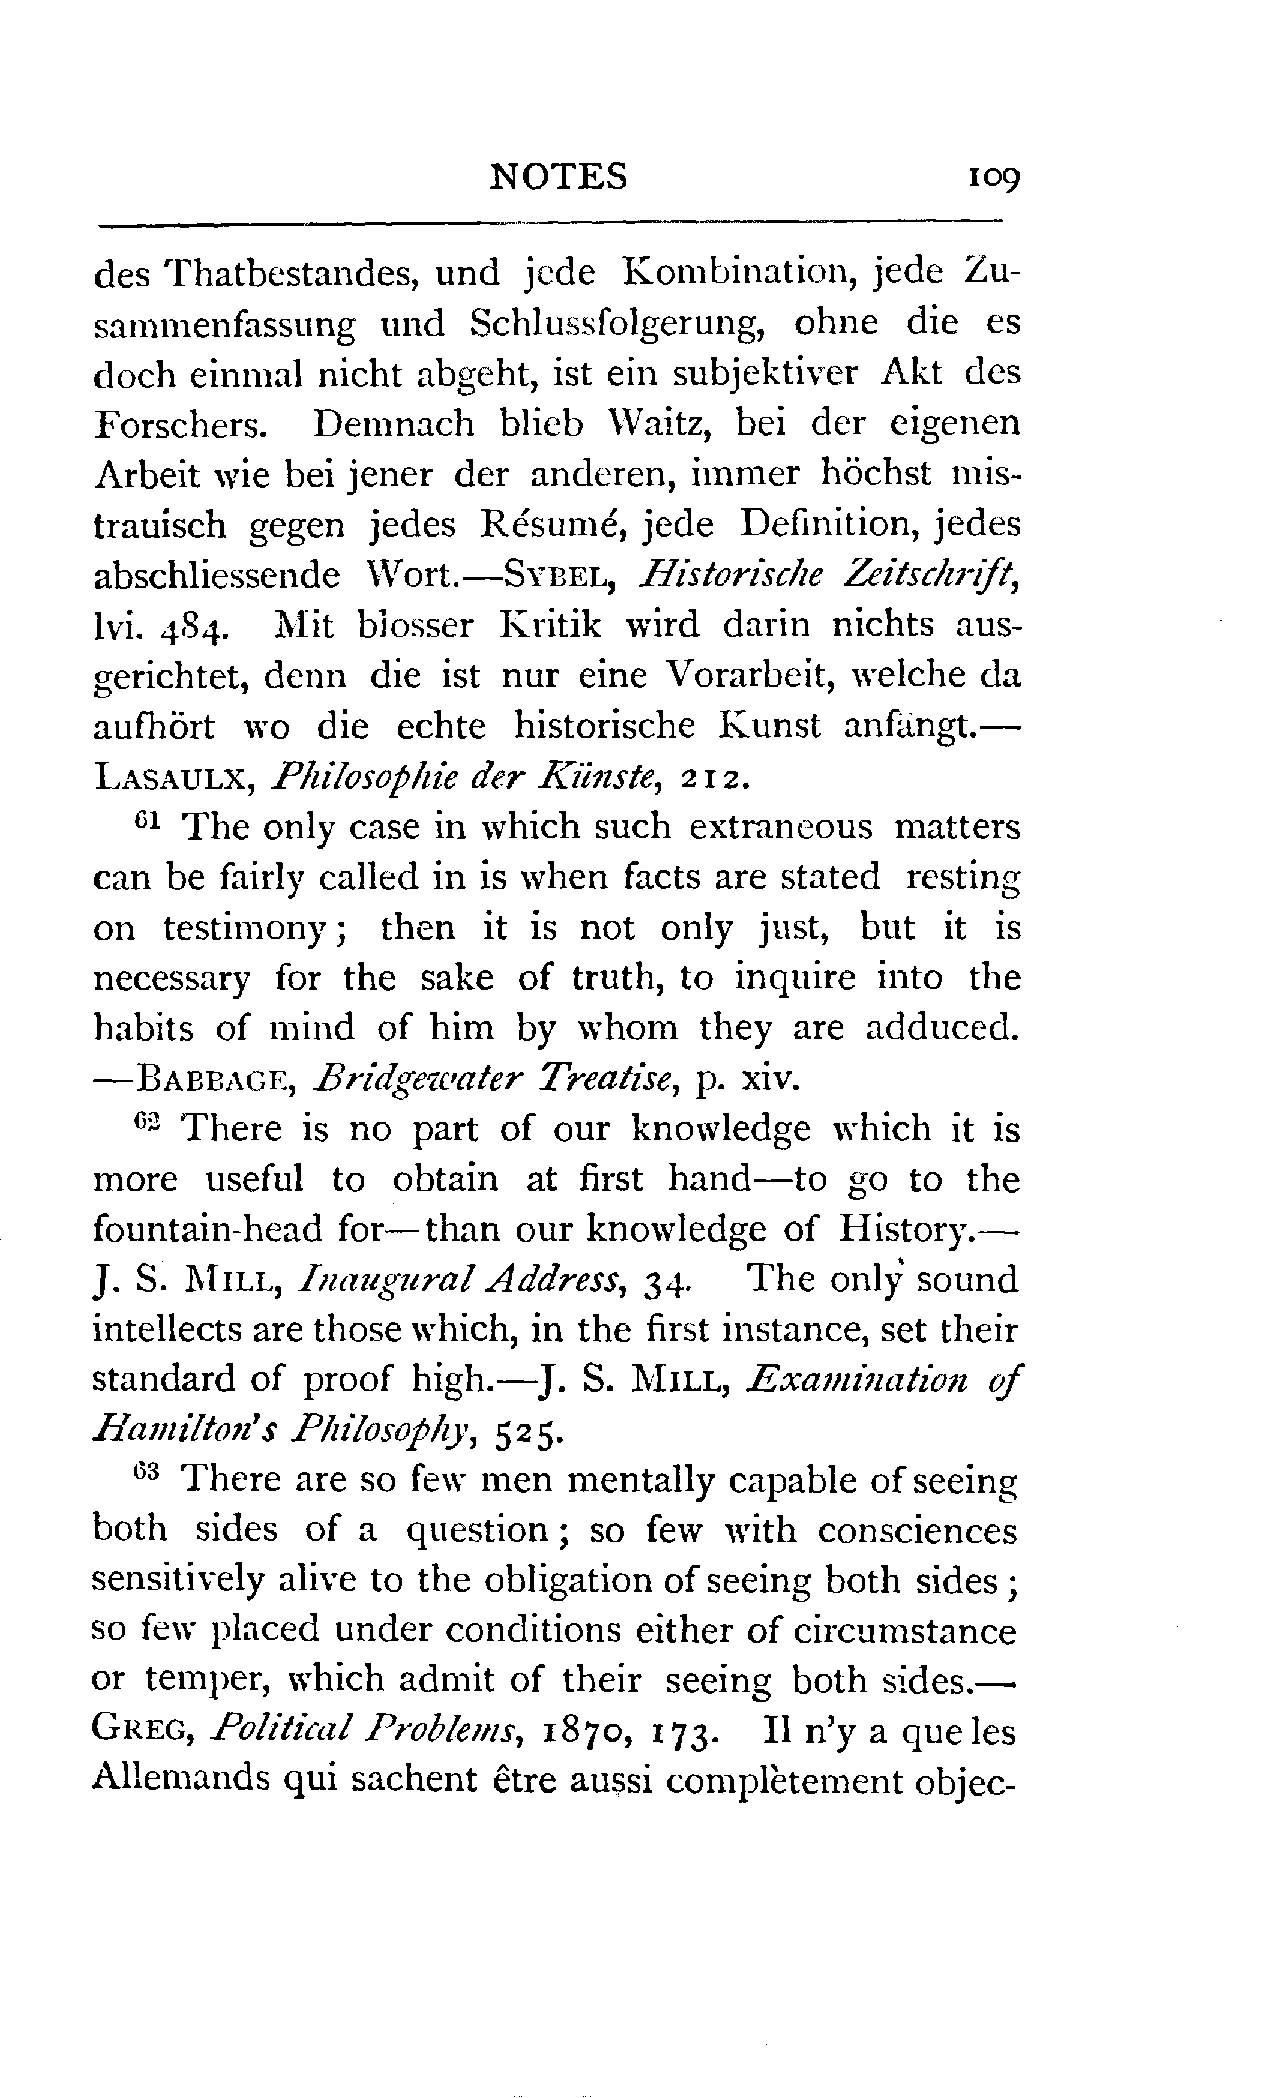 NOTES 109
des Thatbestandes, und jede Kombination, jede Zu-
sammenfassung und Schlussfolgerung, ohne die es
doch einmal nicht abgeht, ist ein subjektiver Akt des
Forschers. Demnach blieb Waitz, bei der eigenen
Arbeit wie bei jener der anderen, immer höchst mis-
trauisch gegen jedes Résumé, jede Definition, jedes
abschliessende Wort.—SYBEL, Historische Zeitschrift,
lvi. 484. Mit blosser Kritik wird darin nichts aus-
gerichtet, denn die ist nur eine Vorarbeit, welche da
aufhört wo die echte historische Kunst anfängt.—
LASAULX, Philosophie der Künste, 212.
61 The only case in which such extraneous matters
can be fairly called in is when facts are stated resting
on testimony; then it is not only just, but it is
necessary for the sake of truth, to inquire into the
habits of mind of him by whom they are adduced.
—BABBAGE, Bridgewater Treatise, p. xiv.
62 There is no part of our knowledge which it is
more useful to obtain at first hand—to go to the
fountain-head for—than our knowledge of History.—
J. S. MILL, Inaugural Address, 34. The only sound
intellects are those which, in the first instance, set their
standard of proof high.—J. S. MILL, Examination of
Hamilton's Philosophy, 525.
63 There are so few men mentally capable of seeing
both sides of a question; so few with consciences
sensitively alive to the obligation of seeing both sides;
so few placed under conditions either of circumstance
or temper, which admit of their seeing both sides.—
GREG, Political Problems, 1870, 173. Il n'y a que les
Allemands qui sachent être aussi complètement objec-